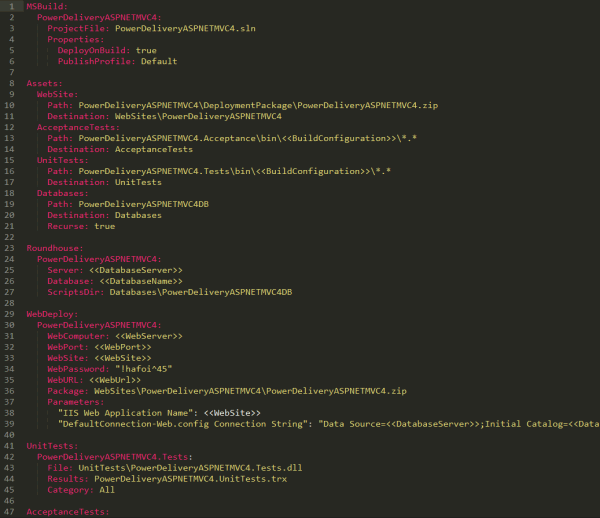 1 MSBuild:
2 PowerDeliveryASPNETMVC4:
3 ProjectFile: PowerDeliveryASPNETMVC4.sln
4 Properties:
5 DeployOnBuild: true
6 PublishProfile: Default
7
8 Assets:
9 WebSite:
10 Path: PowerDeliveryASPNETMVC4\DeploymentPackage\PowerDeliveryASPNETMVC4.zip
11 Destination: WebSites\PowerDeliveryASPNETMVC4
12 AcceptanceTests:
13 Path: PowerDeliveryASPNETMVC4.Acceptance\bin\<<BuildConfiguration>>\*.*
14 Destination: AcceptanceTests
15 UnitTests:
16 Path: PowerDeliveryASPNETMVC4.Tests\bin\<<BuildConfiguration>>\*.*
17 Destination: UnitTests
18 Databases:
19 Path: PowerDeliveryASPNETMVC4DB
20 Destination: Databases
21 Recurse: true
22
23 Roundhouse:
24 PowerDeliveryASPNETMVC4:
25 Server: <<DatabaseServer>>
26 Database: <<DatabaseName>>
27 ScriptsDir: Databases\PowerDeliveryASPNETMVC4DB
28
29 WebDeploy:
30 PowerDeliveryASPNETMVC4:
31 WebComputer: <<WebServer>>
32 WebPort: <<WebPort>>
33 WebSite: <<WebSite>>
34 WebPassword: "!hafoi^45"
35 WebURL: <<WebUrl>>
36 Package: WebSites\PowerDeliveryASPNETMVC4\PowerDeliveryASPNETMVC4.zip
37 Parameters:
38 "IIS Web Application Name": <<WebSite>>
39 "DefaultConnection-Web.config Connection String": "Data Source=<<DatabaseServer>>;Initial Catalog=<<Data
40
41 UnitTests:
42 PowerDeliveryASPNETMVC4.Tests:
43 File: UnitTests\PowerDeliveryASPNETMVC4.Tests.dll
44 Results: PowerDeliveryASPNETMVC4.UnitTests.trx
45 Category: All
46
47 AcceptanceTests: